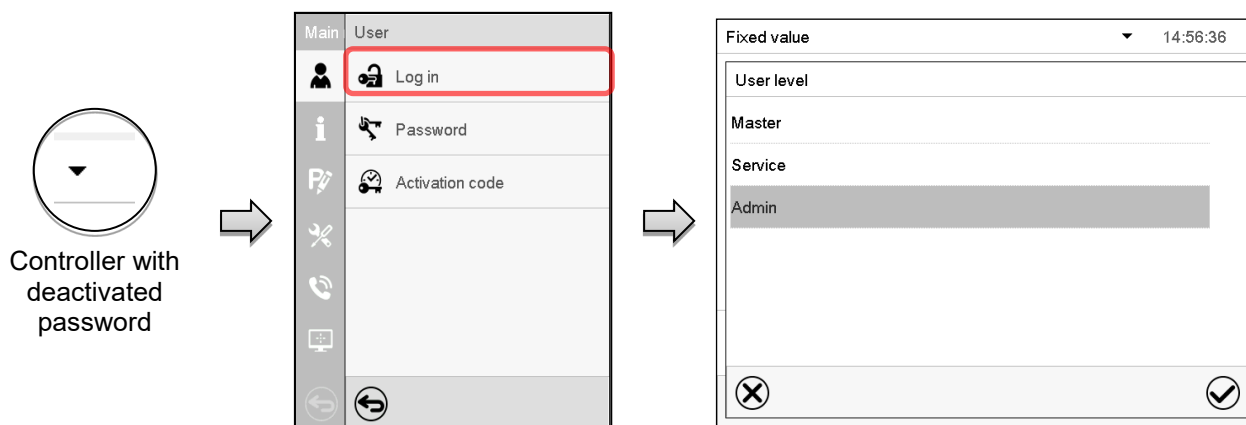 Controller with
deactivated
password
Main
User
Log in
Password
Activation code
Fixed value
14:56:36
User level
Master
Service
Admin